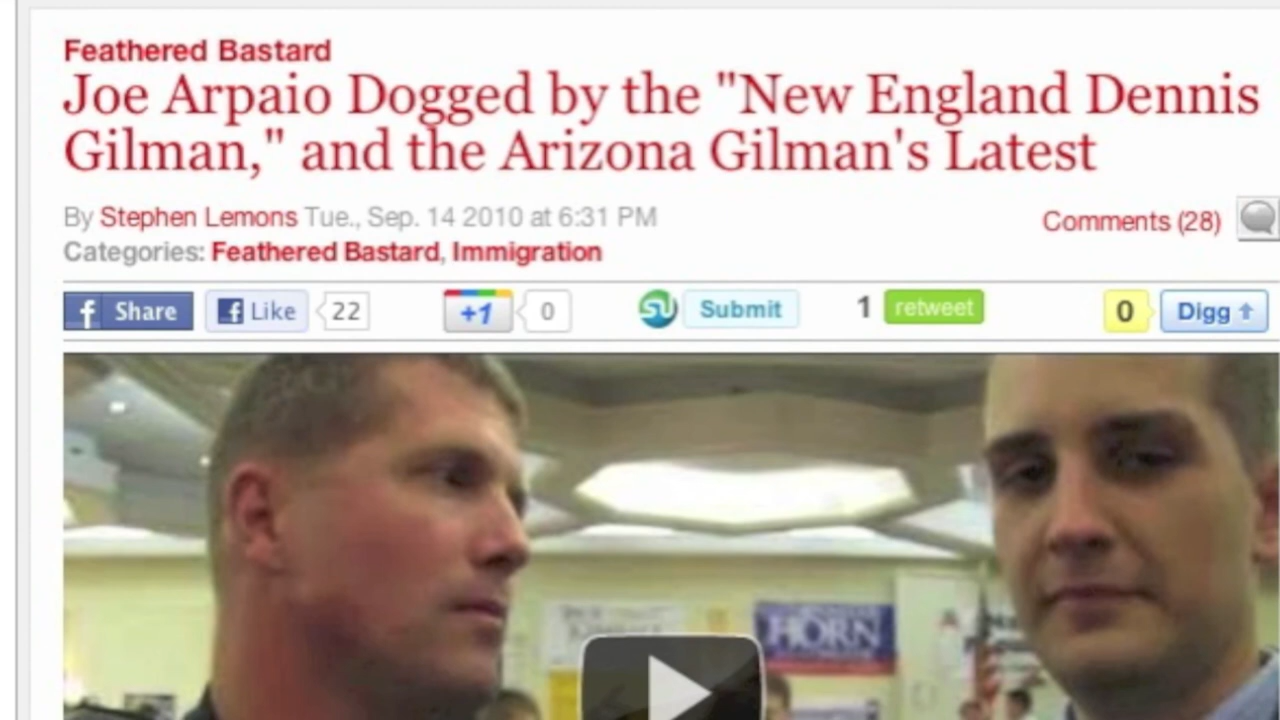 Feathered Bastard
Joe Arpaio Dogged by the "New England Dennis
Gilman," and the Arizona Gilman's Latest
By Stephen Lemons Tue., Sep. 14 2010 at 6:31 PM
Comments (28)
Categories: Feathered Bastard, Immigration
f Share f Like 22 +1 0 Submit 1 retweet 0 Digg
HORN